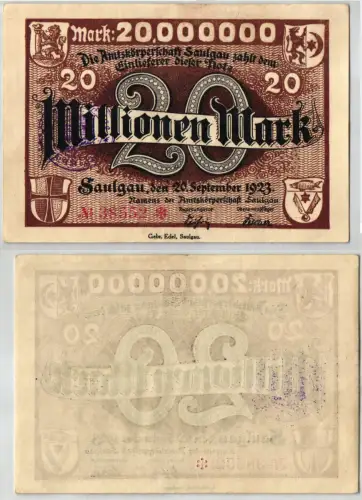 Mark: 20.000000
Die Amtskörperschaft Saulgau zahlt dem
Einlieferer dieser Note
20 20
20
Millionen Mark
Saulgau, den 20. September 1923.
Namens der Amtskörperschaft Saulgau
№ 38552 ✻
Gebr. Edel, Saulgau.